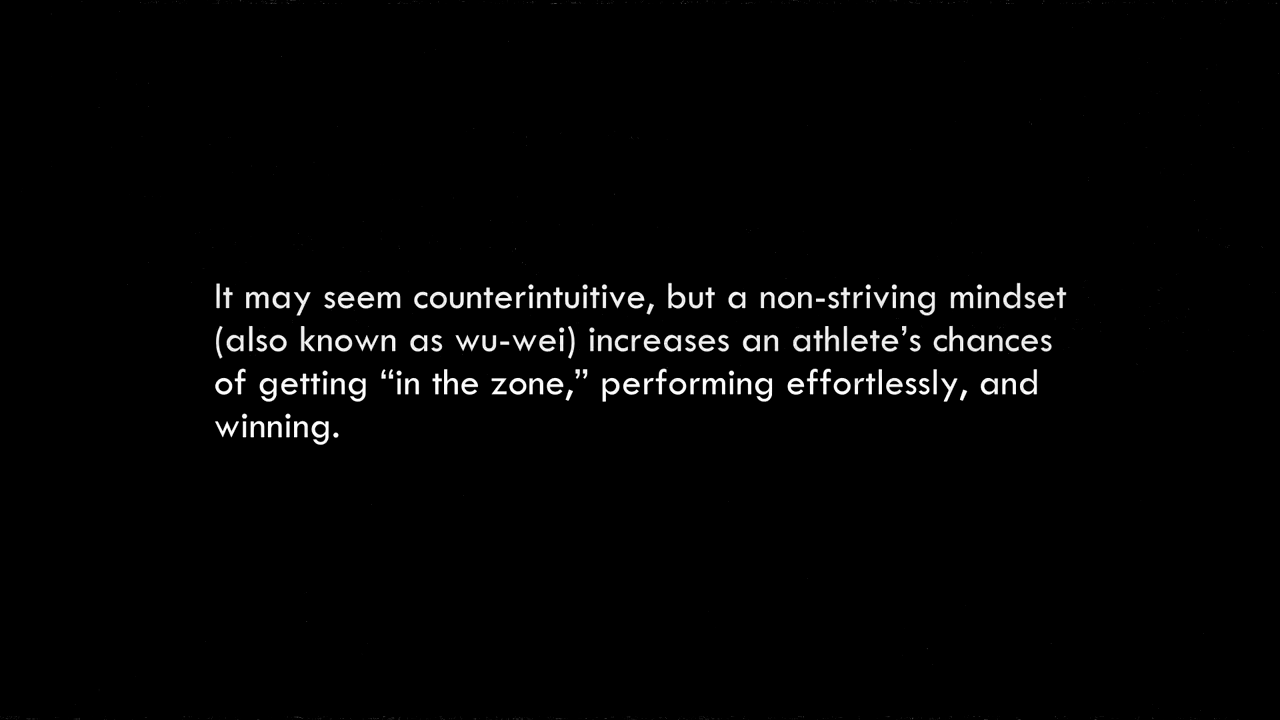 It may seem counterintuitive, but a non-striving mindset
(also known as wu-wei) increases an athlete’s chances
of getting “in the zone,” performing effortlessly, and
winning.